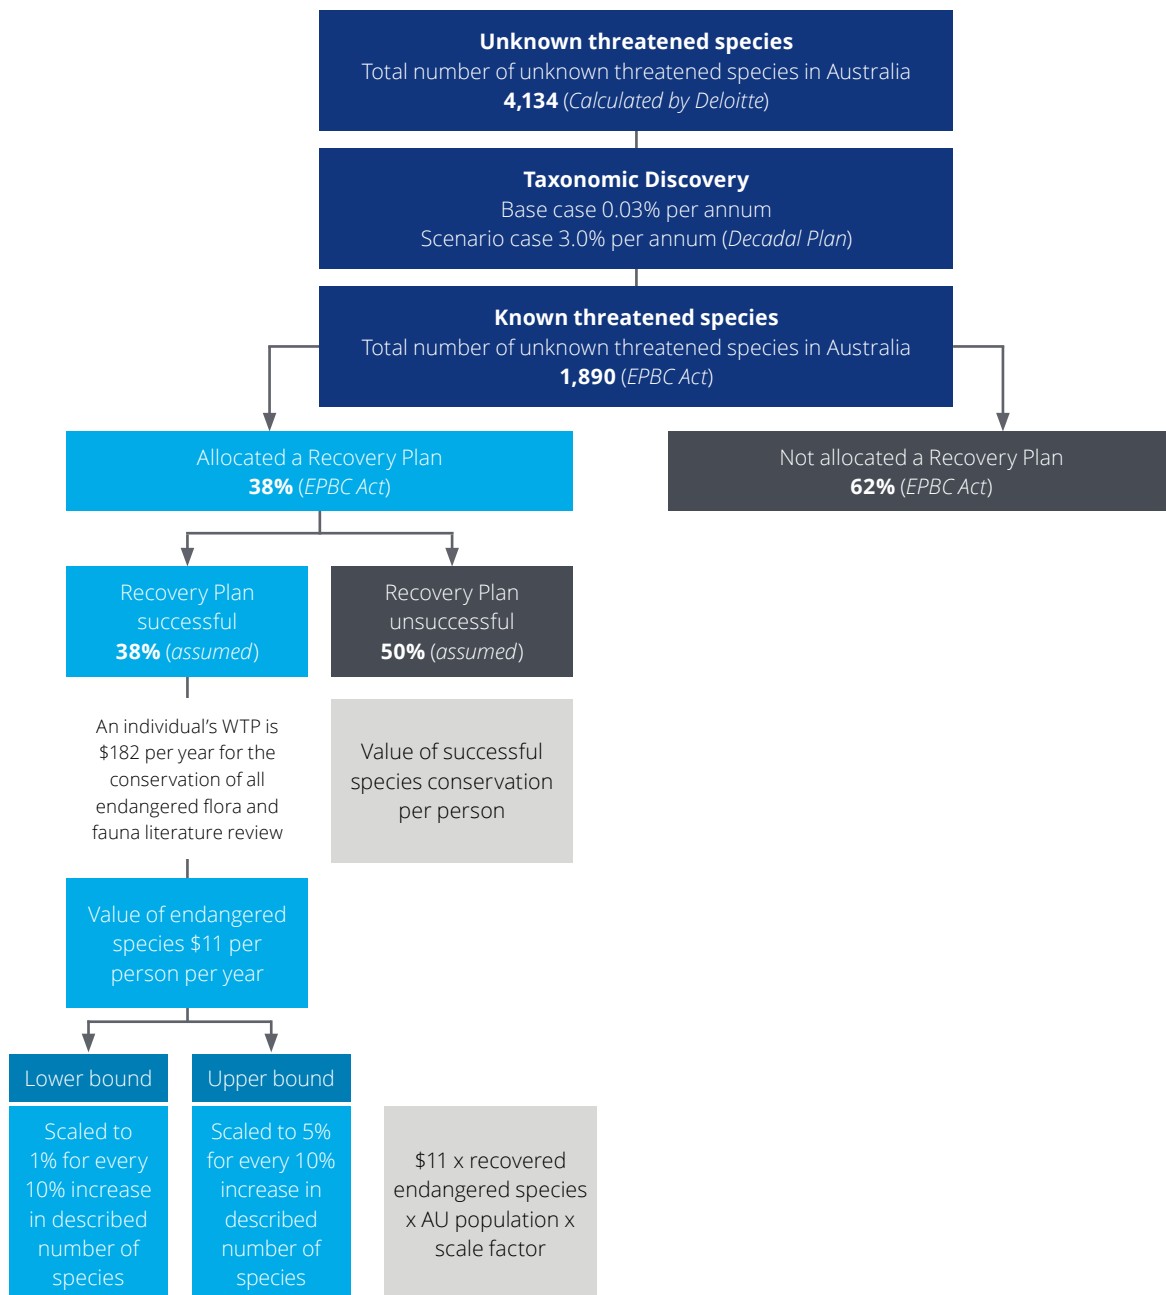 Unknown threatened species
Total number of unknown threatened species in Australia
4,134 (Calculated by Deloitte)
Taxonomic Discovery
Base case 0.03% per annum
Scenario case 3.0% per annum (Decadal Plan)
Known threatened species
Total number of unknown threatened species in Australia
1,890 (EPBC Act)
Allocated a Recovery Plan
38% (EPBC Act)
Not allocated a Recovery Plan
62% (EPBC Act)
Recovery Plan
successful
38% (assumed)
Recovery Plan
unsuccessful
50% (assumed)
An individual’s WTP is
$182 per year for the
conservation of all
endangered flora and
fauna literature review
Value of successful
species conservation
per person
Value of endangered
species $11 per
person per year
Lower bound
Scaled to
1% for every
10% increase
in described
number of
species
Upper bound
Scaled to 5%
for every 10%
increase in
described
number of
species
$11 x recovered
endangered species
x AU population x
scale factor